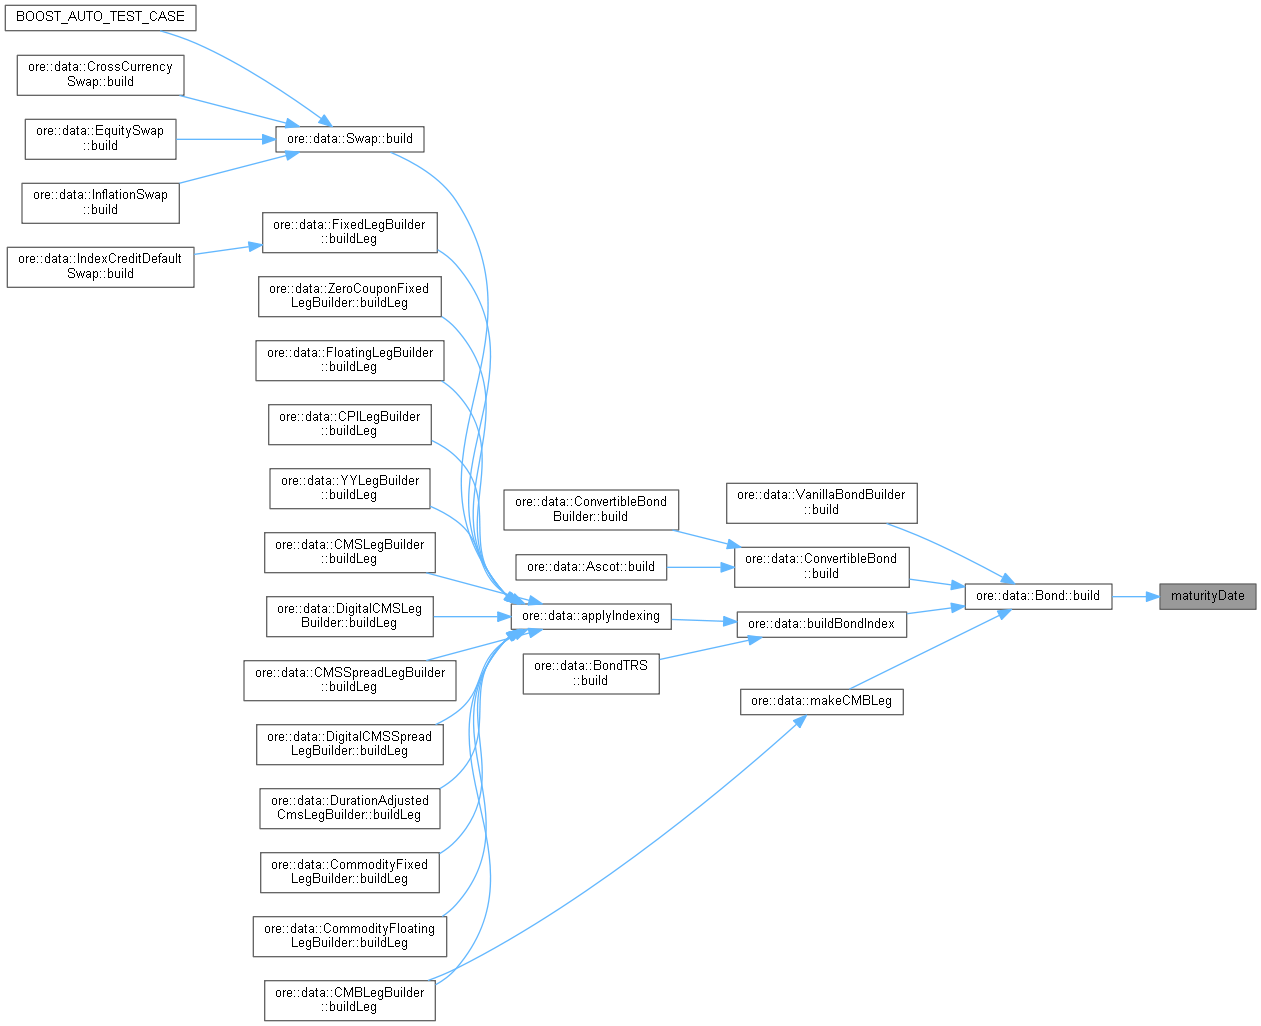 BOOST_AUTO_TEST_CASE
ore::data::CrossCurrency
Swap::build
ore::data::EquitySwap
::build
ore::data::InflationSwap
::build
ore::data::IndexCreditDefault
Swap::build
ore::data::Swap::build
ore::data::FixedLegBuilder
::buildLeg
ore::data::ZeroCouponFixed
LegBuilder::buildLeg
ore::data::FloatingLegBuilder
::buildLeg
ore::data::CPILegBuilder
::buildLeg
ore::data::YYLegBuilder
::buildLeg
ore::data::CMSLegBuilder
::buildLeg
ore::data::DigitalCMSLeg
Builder::buildLeg
ore::data::CMSSpreadLegBuilder
::buildLeg
ore::data::DigitalCMSSpread
LegBuilder::buildLeg
ore::data::DurationAdjusted
CmsLegBuilder::buildLeg
ore::data::CommodityFixed
LegBuilder::buildLeg
ore::data::CommodityFloating
LegBuilder::buildLeg
ore::data::CMBLegBuilder
::buildLeg
ore::data::ConvertibleBond
Builder::build
ore::data::Ascot::build
ore::data::applyIndexing
ore::data::BondTRS
::build
ore::data::VanillaBondBuilder
::build
ore::data::ConvertibleBond
::build
ore::data::buildBondIndex
ore::data::makeCMBLeg
ore::data::Bond::build
maturityDate